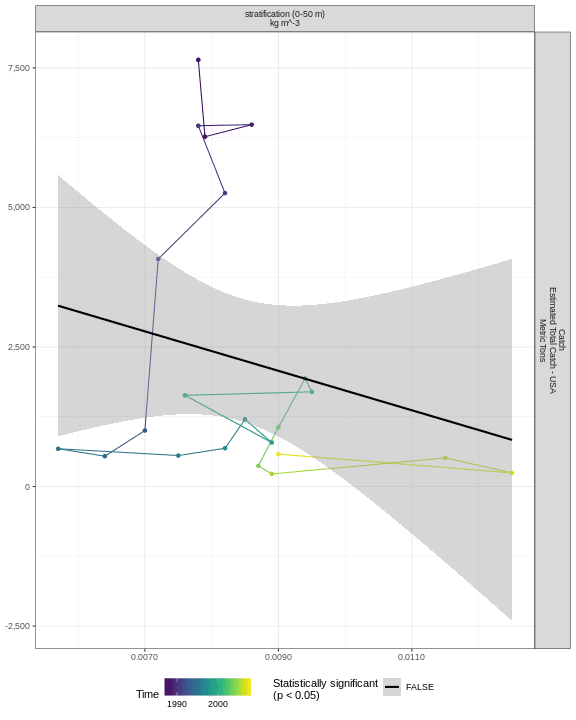 stratification (0-50 m)
kg m^-3
7,500
5,000
2,500
0
-2,500
0.0070
0.0090
0.0110
Catch
Estimated Total Catch - USA
Metric Tons
Time
1990
2000
Statistically significant
(p < 0.05)
FALSE